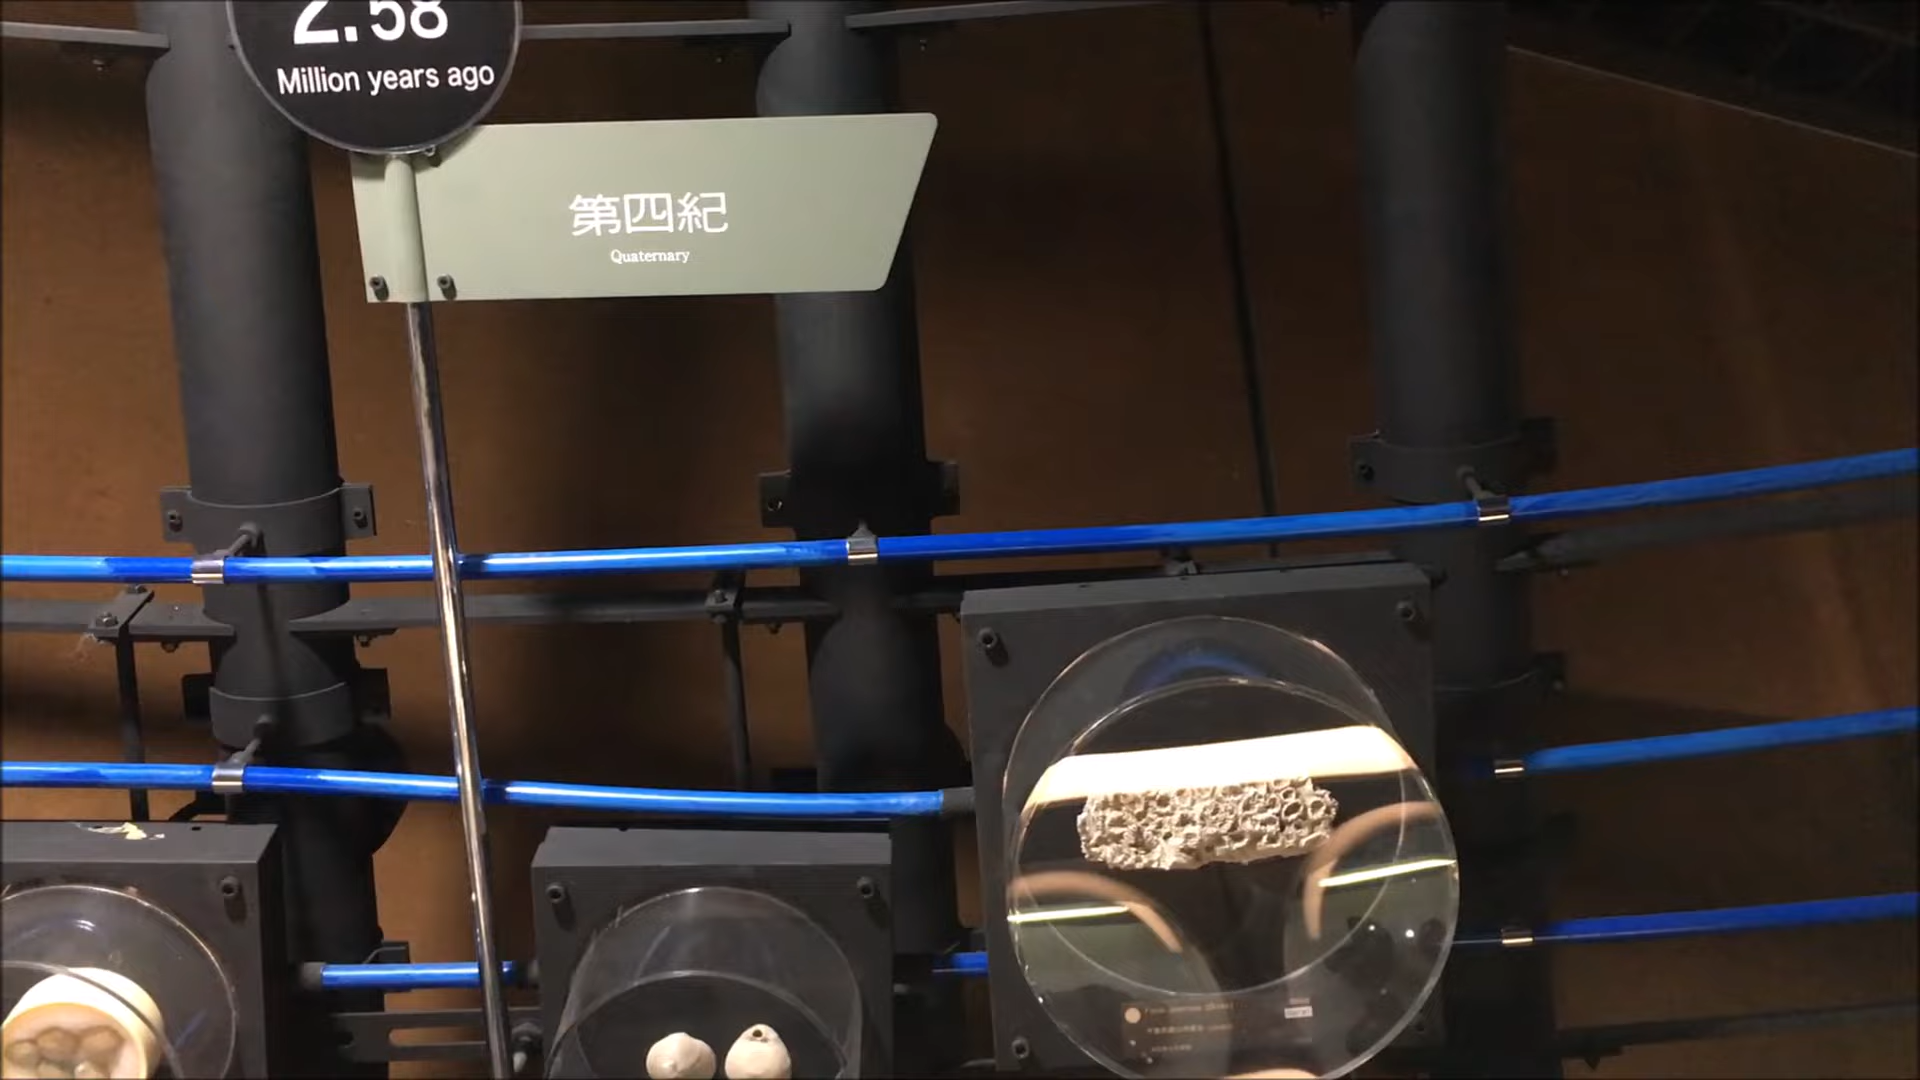 2.58
Million years ago
第四紀
Quaternary